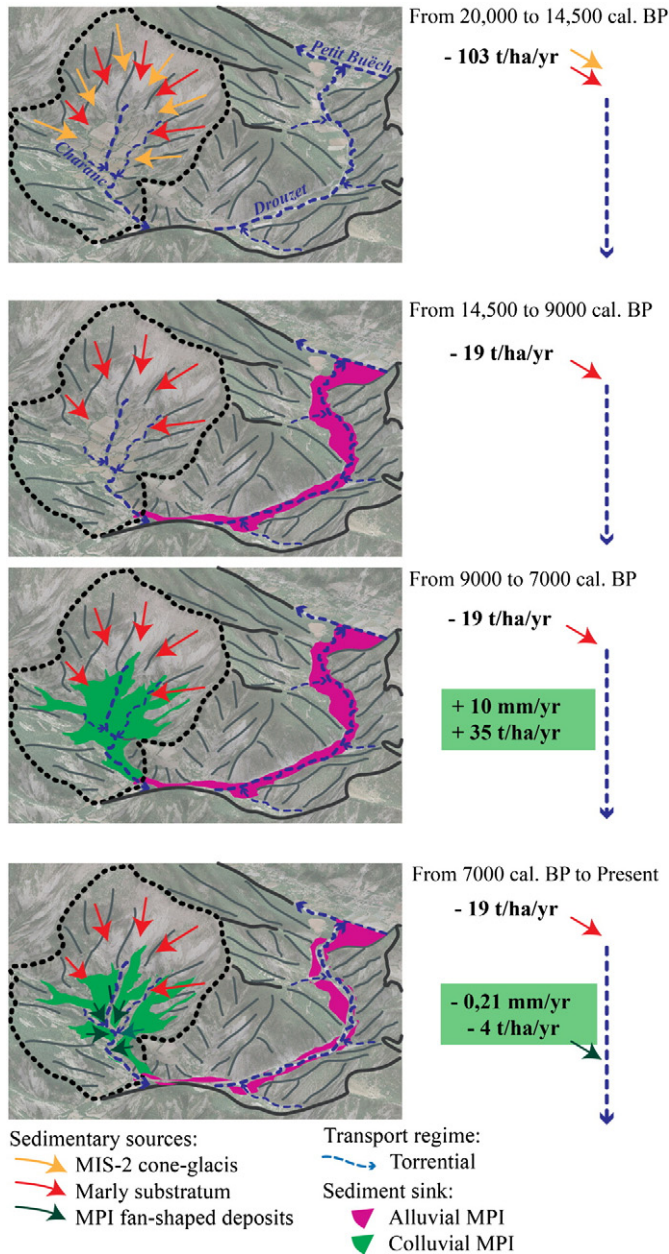 From 20,000 to 14,500 cal. BP
- 103 t/ha/yr
Petit Buëch
Charanc
Drouzet
From 14,500 to 9000 cal. BP
- 19 t/ha/yr
From 9000 to 7000 cal. BP
- 19 t/ha/yr
+ 10 mm/yr
+ 35 t/ha/yr
From 7000 cal. BP to Present
- 19 t/ha/yr
- 0,21 mm/yr
- 4 t/ha/yr
Sedimentary sources:
MIS-2 cone-glacis
Marly substratum
MPI fan-shaped deposits
Transport regime:
Torrential
Sediment sink:
Alluvial MPI
Colluvial MPI